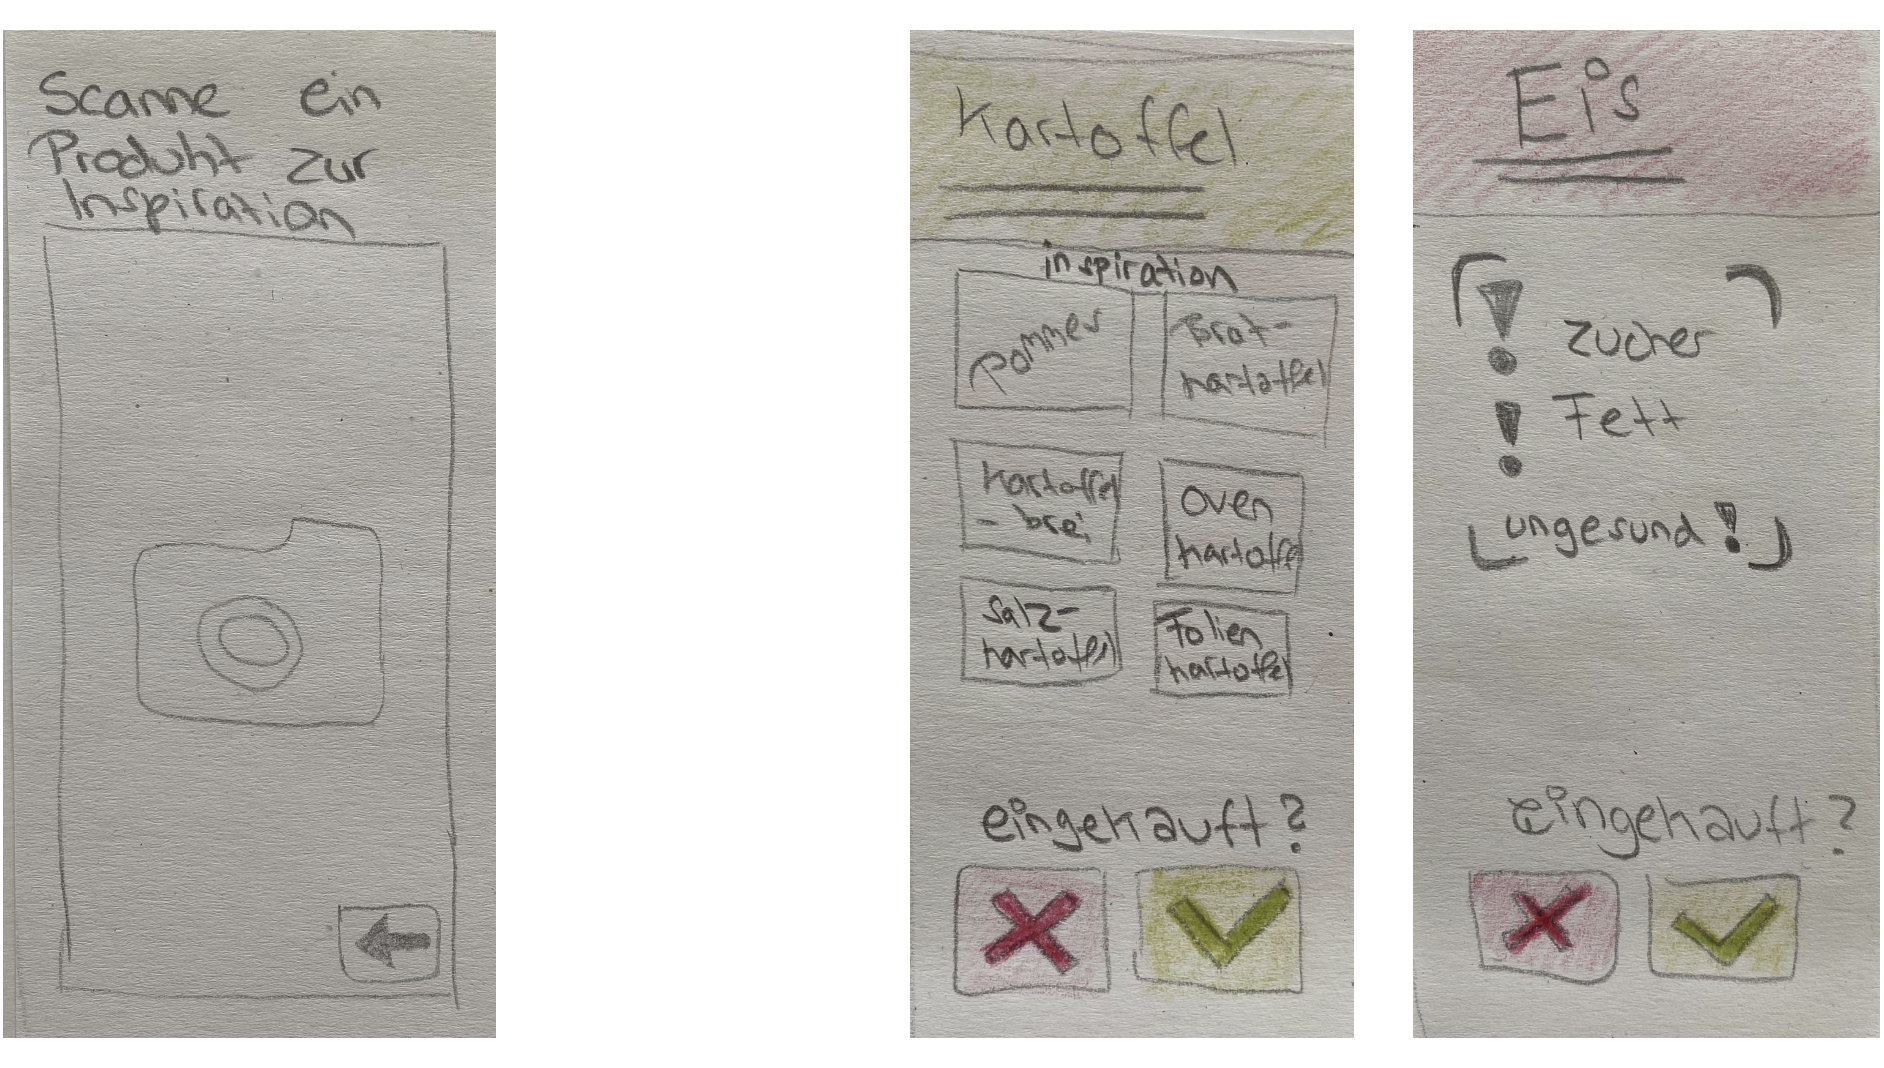 Scanne ein
Produkt zur
Inspiration
Kartoffel
inspiration
Pommes
Brat-
kartoffel
Kartoffel
- brei
Oven
kartoffel
Salz-
kartoffel
Folien
kartoffel
eingekauft?
Eis
! Zucker
! Fett
ungesund!
eingekauft?